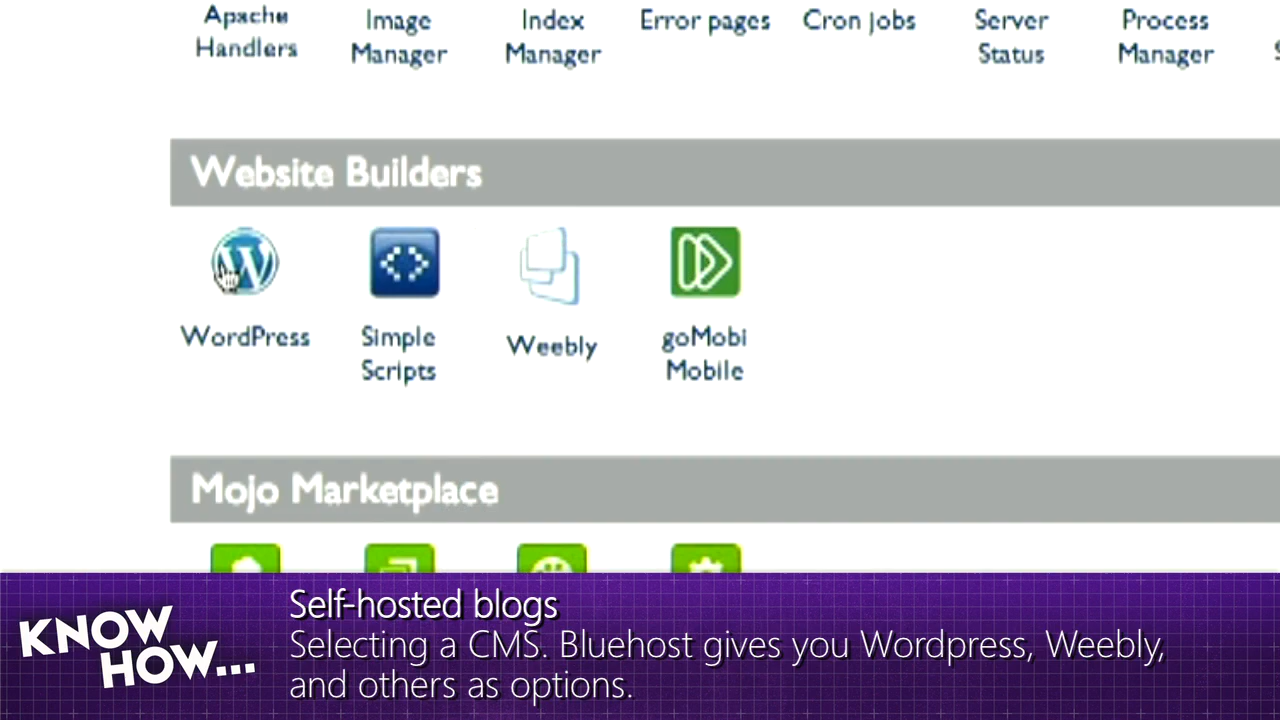 Apache Handlers
Image Manager
Index Manager
Error pages
Cron jobs
Server Status
Process Manager
Website Builders
WordPress
Simple Scripts
Weebly
goMobi Mobile
Mojo Marketplace
KNOW HOW...
Self-hosted blogs
Selecting a CMS. Bluehost gives you Wordpress, Weebly,
and others as options.